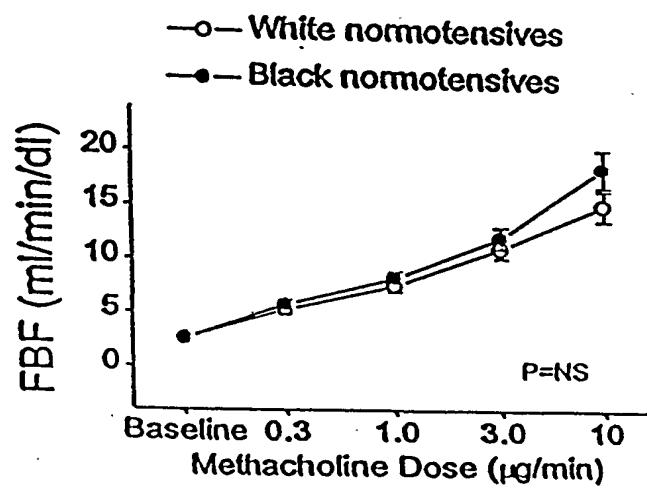 White normotensives
Black normotensives
FBF (ml/min/dl)
20
15
10
5
0
P=NS
Baseline 0.3 1.0 3.0 10
Methacholine Dose (µg/min)